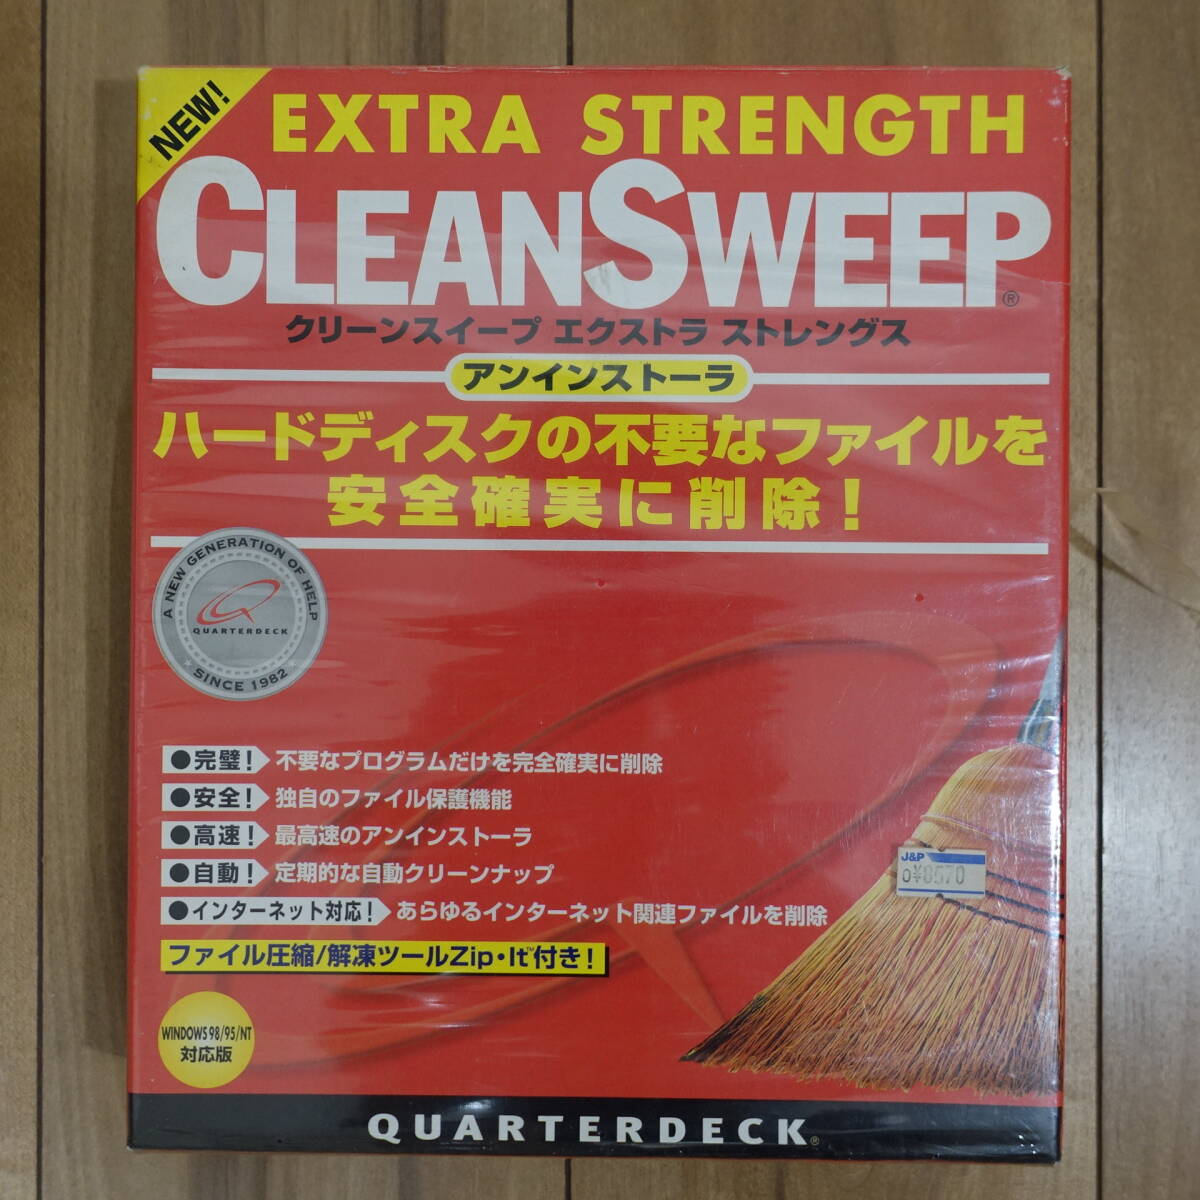 NEW!
EXTRA STRENGTH
CLEANSWEEP®
クリーンスイープ エクストラ ストレングス
アンインストーラ
ハードディスクの不要なファイルを
安全確実に削除!
A NEW GENERATION OF HELP
QUARTERDECK
SINCE 1982
●完璧! 不要なプログラムだけを完全確実に削除
●安全! 独自のファイル保護機能
●高速! 最高速のアンインストーラ
●自動! 定期的な自動クリーンナップ
●インターネット対応! あらゆるインターネット関連ファイルを削除
ファイル圧縮/解凍ツールZip・It™付き!
J&P
WINDOWS 98/95/NT
対応版
QUARTERDECK®